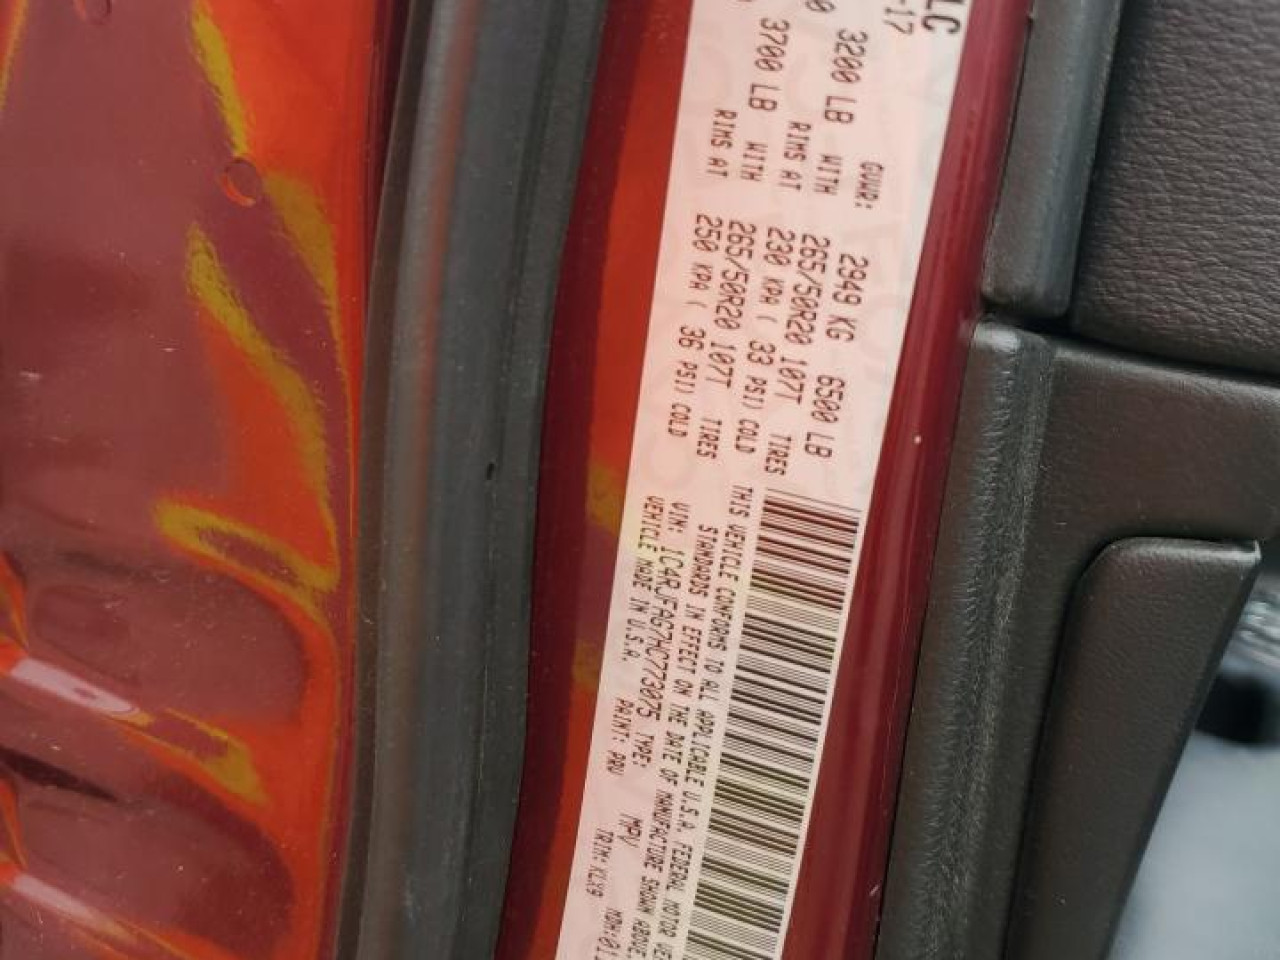 LC
-17
GVWR: 2949 KG 6500 LB
3200 LB WITH 265/50R20 107T TIRES
RIMS AT 230 KPA ( 33 PSI) COLD
3700 LB WITH 265/50R20 107T TIRES
RIMS AT 250 KPA ( 36 PSI) COLD
THIS VEHICLE CONFORMS TO ALL APPLICABLE U.S.A. FEDERAL MOTOR
STANDARDS IN EFFECT ON THE DATE OF MANUFACTURE SHOWN ABOVE.
VIN: 1C4RJFAG7HC773075 TYPE: MPV
VEHICLE MADE IN U.S.A. PAINT: PRV TRIM: KLX9